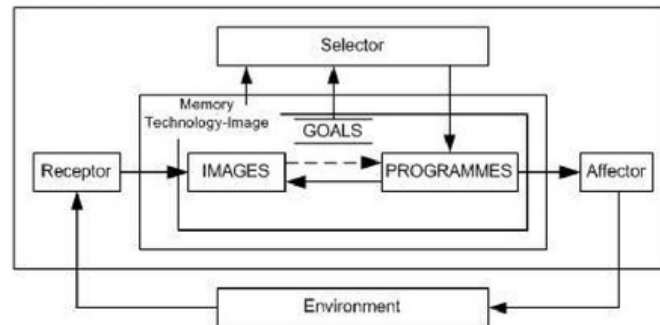 Selector
Memory
Technology-Image
GOALS
Receptor
IMAGES
PROGRAMMES
Affector
Environment